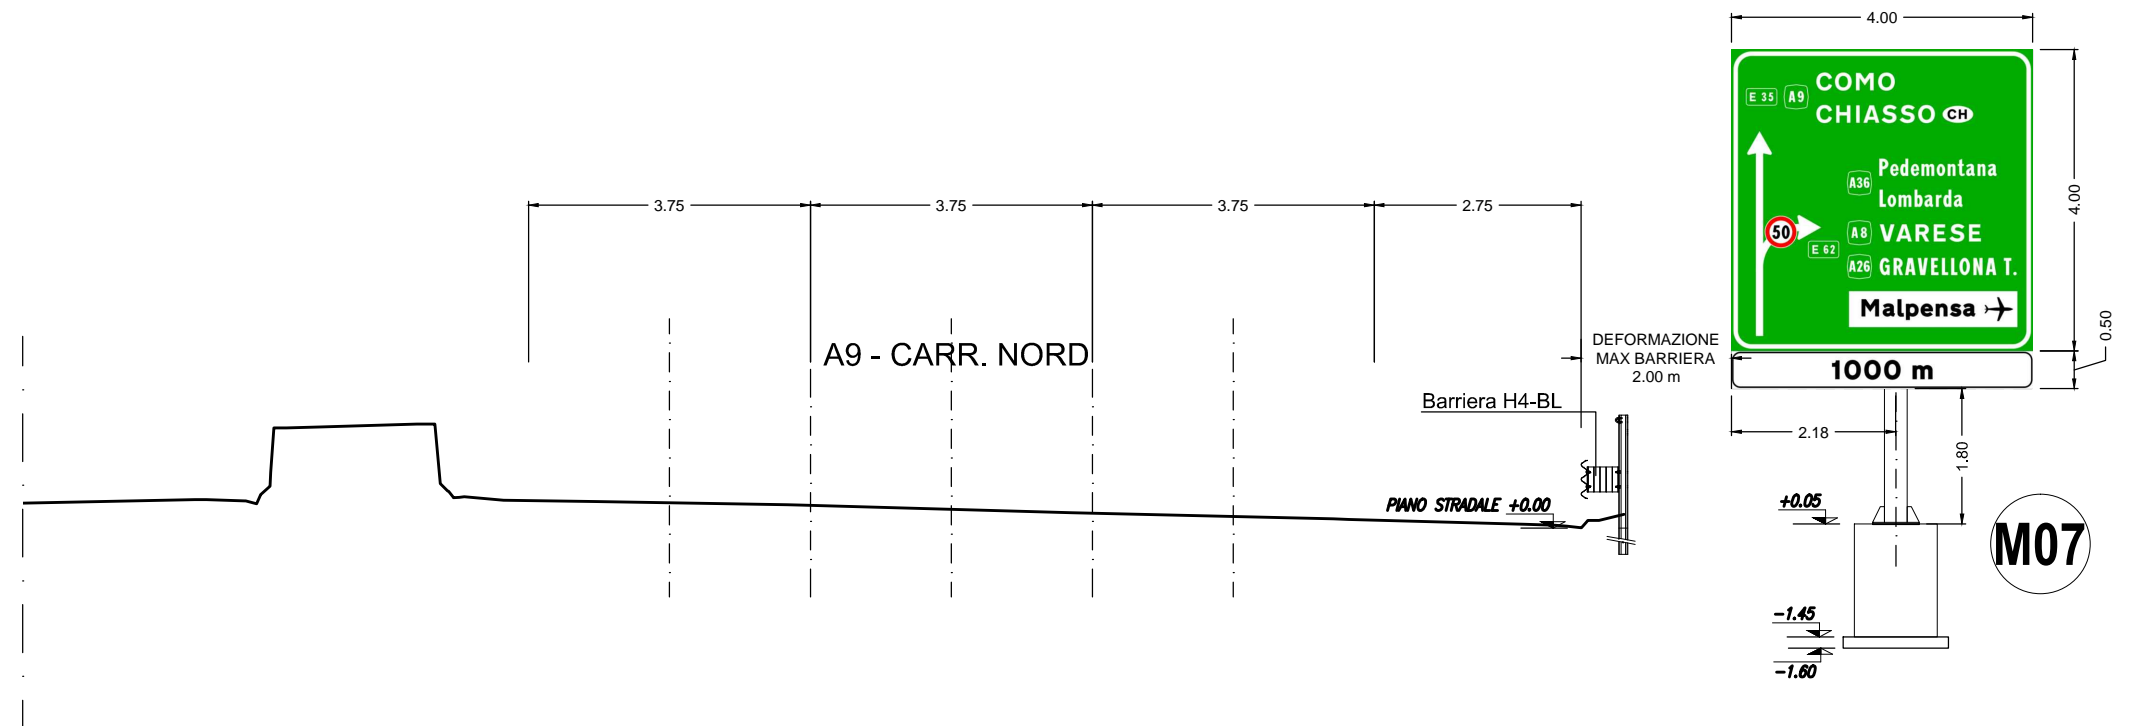 4.00
E 35 A9 COMO
CHIASSO CH
Pedemontana
A36
Lombarda
50
A8 VARESE
E 62
A26 GRAVELLONA T.
Malpensa
1000 m
4.00
0.50
3.75
3.75
3.75
2.75
A9 - CARR. NORD
DEFORMAZIONE
MAX BARRIERA
2.00 m
Barriera H4-BL
PIANO STRADALE +0.00
2.18
1.80
+0.05
-1.45
-1.60
M07